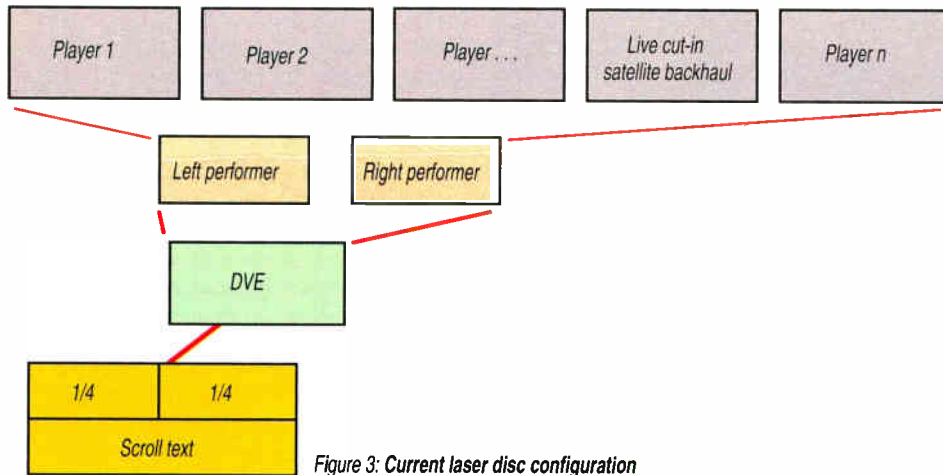 Player 1
Player 2
Player . . .
Live cut-in
satellite backhaul
Player n
Left performer
Right performer
DVE
1/4
1/4
Scroll text
Figure 3: Current laser disc configuration